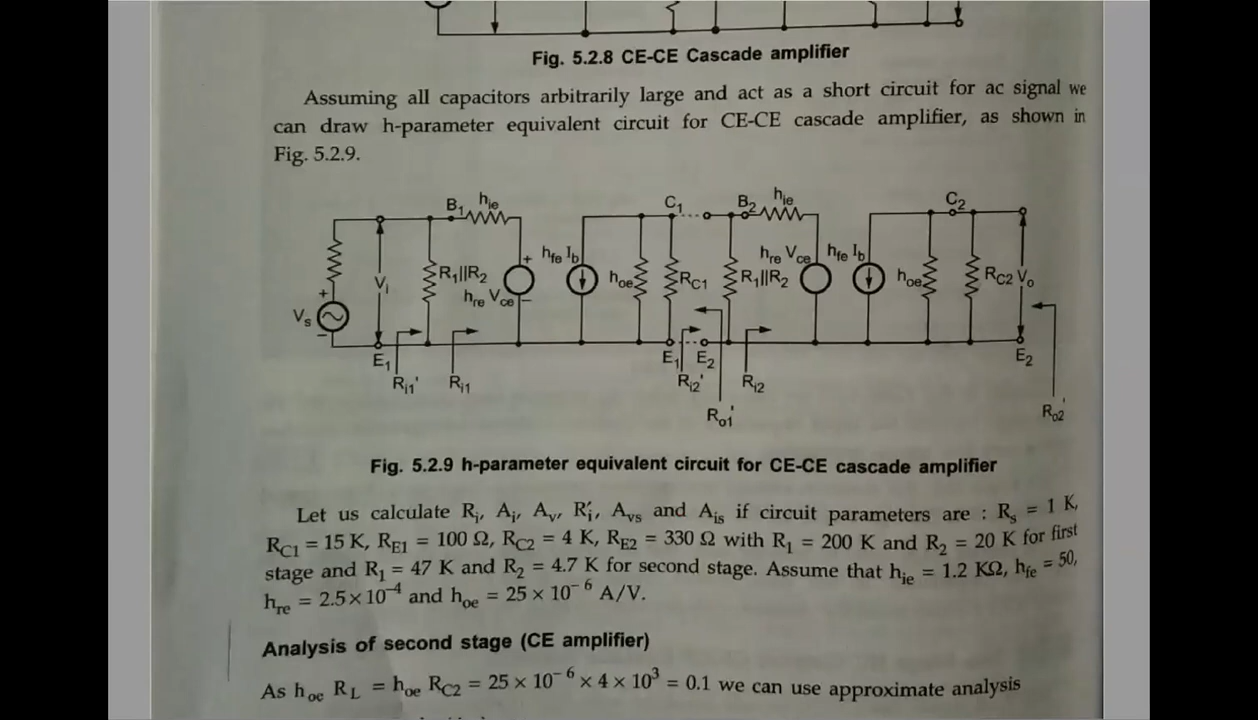 Fig. 5.2.8 CE-CE Cascade amplifier
Assuming all capacitors arbitrarily large and act as a short circuit for ac signal we
can draw h-parameter equivalent circuit for CE-CE cascade amplifier, as shown in
Fig. 5.2.9.
B₁ hie C₁ B₂ hie C₂
+ hfe Ib hre Vce hfe Ib
Vi R₁||R₂ hoe RC1 R₁||R₂ hoe RC2 Vo
hre Vce −
+
Vs
−
E₁ E₁ E₂ E₂
Ri1' Ri1 Ri2' Ri2
Ro1' Ro2'
Fig. 5.2.9 h-parameter equivalent circuit for CE-CE cascade amplifier
Let us calculate Ri, Ai, Av, Ri', Avs and Ais if circuit parameters are : Rs = 1 K,
RC1 = 15 K, RE1 = 100 Ω, RC2 = 4 K, RE2 = 330 Ω with R₁ = 200 K and R₂ = 20 K for first
stage and R₁ = 47 K and R₂ = 4.7 K for second stage. Assume that hie = 1.2 KΩ, hfe = 50,
hre = 2.5×10⁻⁴ and hoe = 25 × 10⁻⁶ A/V.
Analysis of second stage (CE amplifier)
As hoe RL = hoe RC2 = 25 × 10⁻⁶ × 4 × 10³ = 0.1 we can use approximate analysis